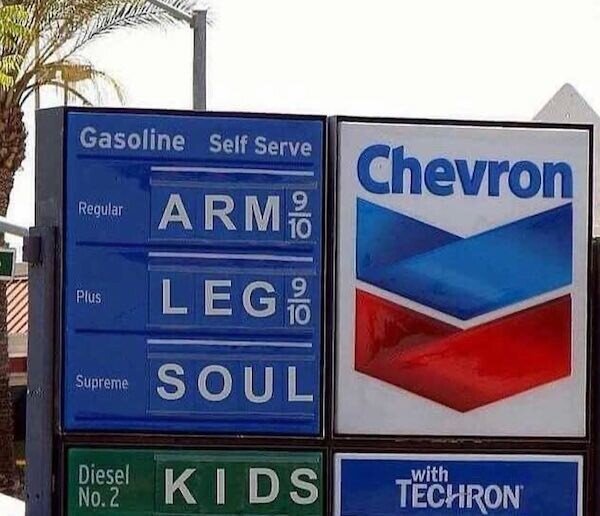 Gasoline Self Serve
Regular ARM 9/10
Plus LEG 9/10
Supreme SOUL
Diesel No. 2 KIDS
Chevron
with
TECHRON